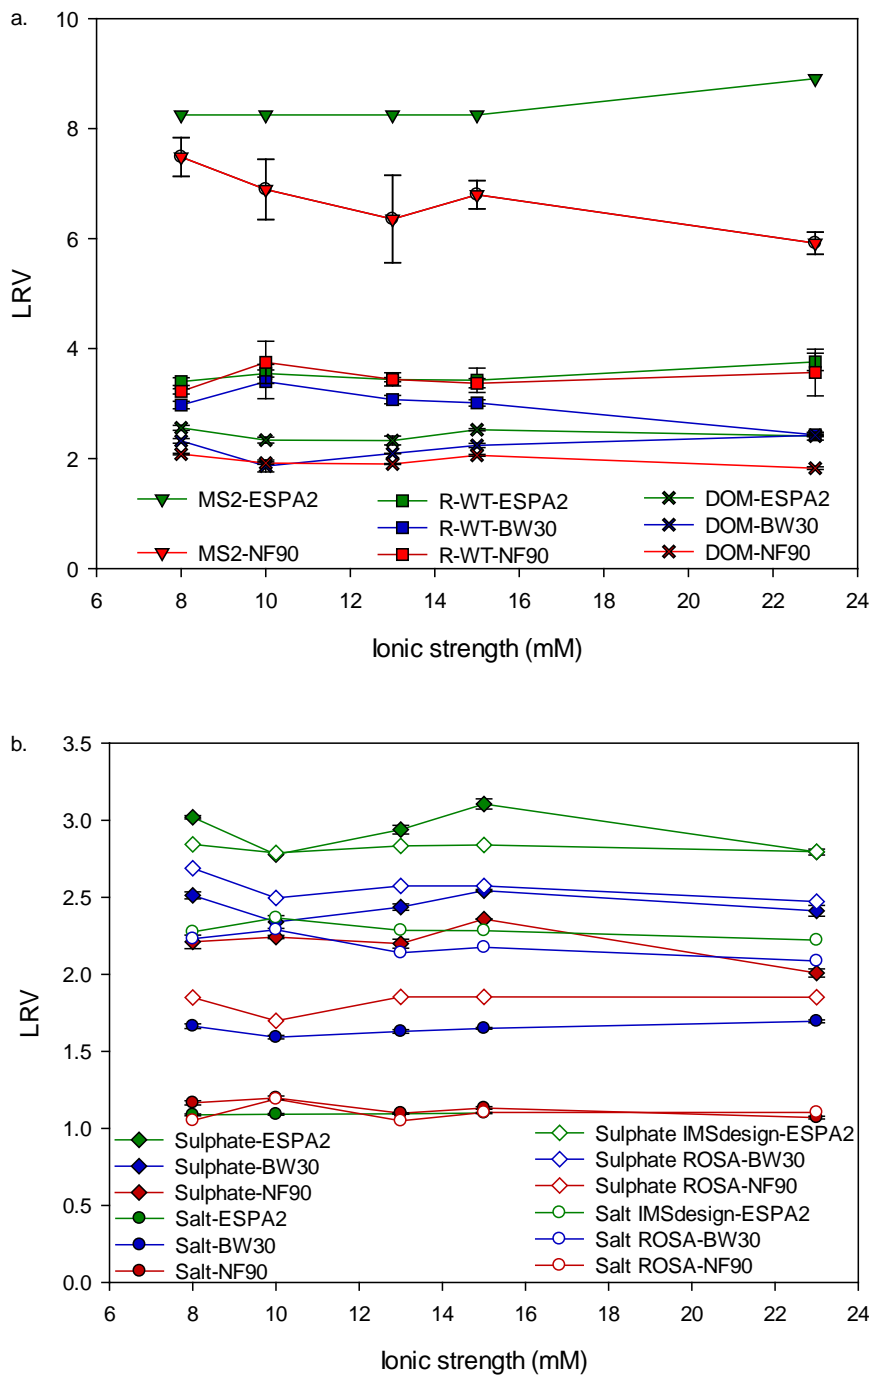 a.
10
8
6
4
2
0
LRV
MS2-ESPA2
R-WT-ESPA2
DOM-ESPA2
R-WT-BW30
DOM-BW30
MS2-NF90
R-WT-NF90
DOM-NF90
6 8 10 12 14 16 18 20 22 24
Ionic strength (mM)
b.
3.5
3.0
2.5
2.0
1.5
1.0
0.5
0.0
LRV
Sulphate-ESPA2
Sulphate-BW30
Sulphate-NF90
Salt-ESPA2
Salt-BW30
Salt-NF90
Sulphate IMSdesign-ESPA2
Sulphate ROSA-BW30
Sulphate ROSA-NF90
Salt IMSdesign-ESPA2
Salt ROSA-BW30
Salt ROSA-NF90
6 8 10 12 14 16 18 20 22 24
Ionic strength (mM)